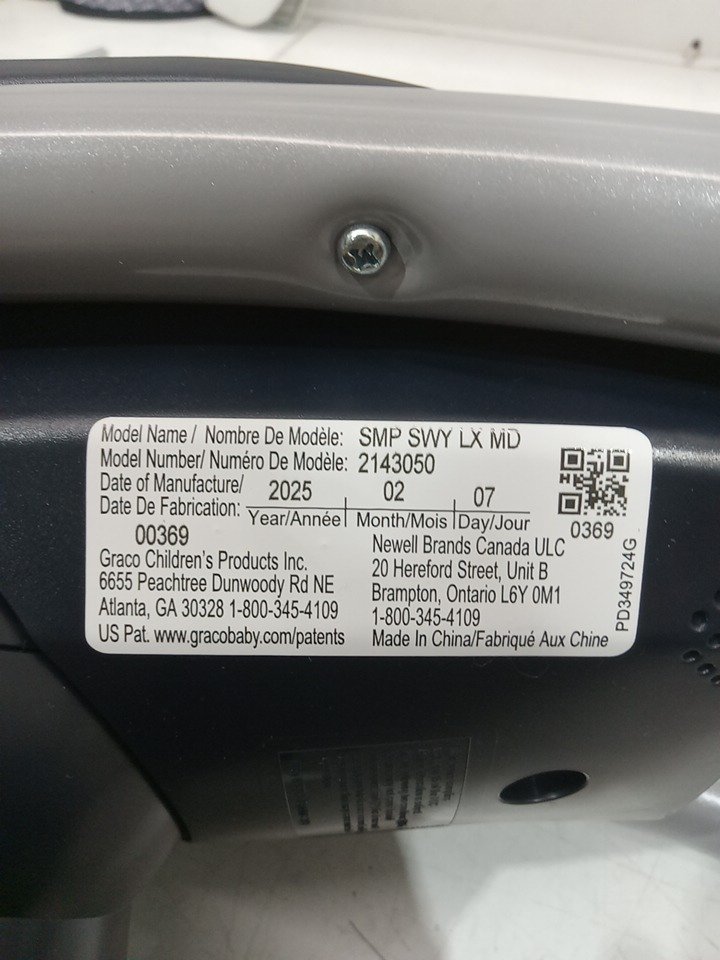 Model Name / Nombre De Modèle: SMP SWY LX MD
Model Number/ Numéro De Modèle: 2143050
Date of Manufacture/
Date De Fabrication:
2025 02 07
Year/Année Month/Mois Day/Jour
00369
Graco Children's Products Inc.
6655 Peachtree Dunwoody Rd NE
Atlanta, GA 30328 1-800-345-4109
US Pat. www.gracobaby.com/patents
Newell Brands Canada ULC
20 Hereford Street, Unit B
Brampton, Ontario L6Y 0M1
1-800-345-4109
Made In China/Fabriqué Aux Chine
0369
PD349724G